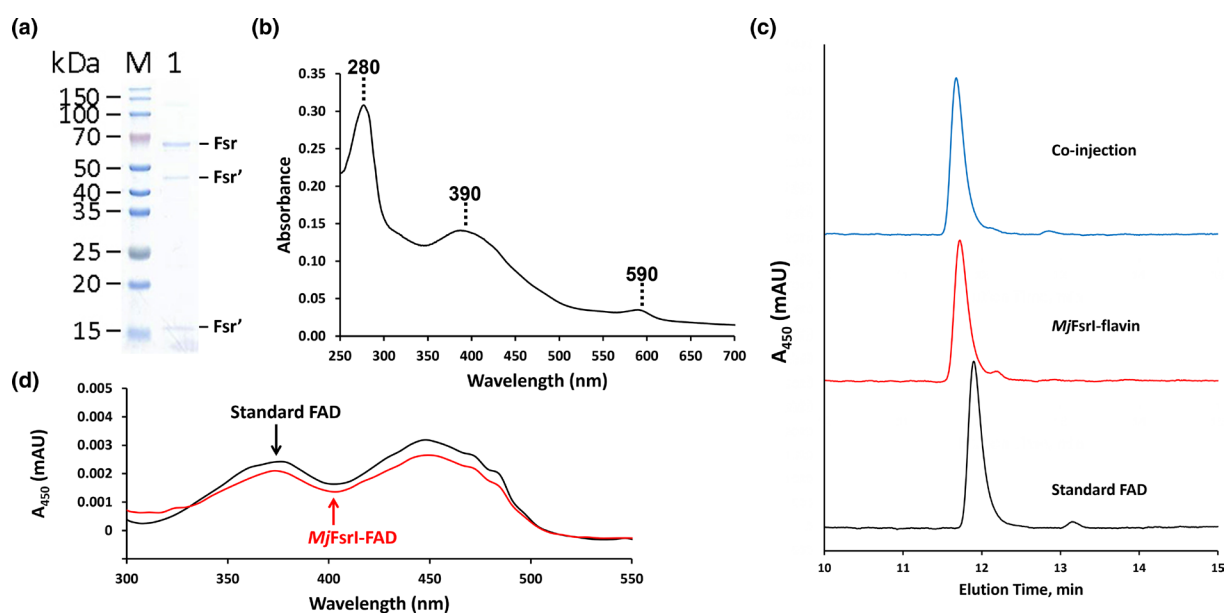 (a)
kDa M 1
150
100
70
50
40
35
25
20
15
Fsr
Fsr'
Fsr'
(b)
280
390
590
0.35
0.30
0.25
0.20
0.15
0.10
0.05
0.00
Absorbance
250 300 350 400 450 500 550 600 650 700
Wavelength (nm)
(c)
Co-injection
MjFsrI-flavin
Standard FAD
A450 (mAU)
10 11 12 13 14 15
Elution Time, min
(d)
0.005
0.004
0.003
0.002
0.001
0
A450 (mAU)
Standard FAD
MjFsrI-FAD
300 350 400 450 500 550
Wavelength (nm)